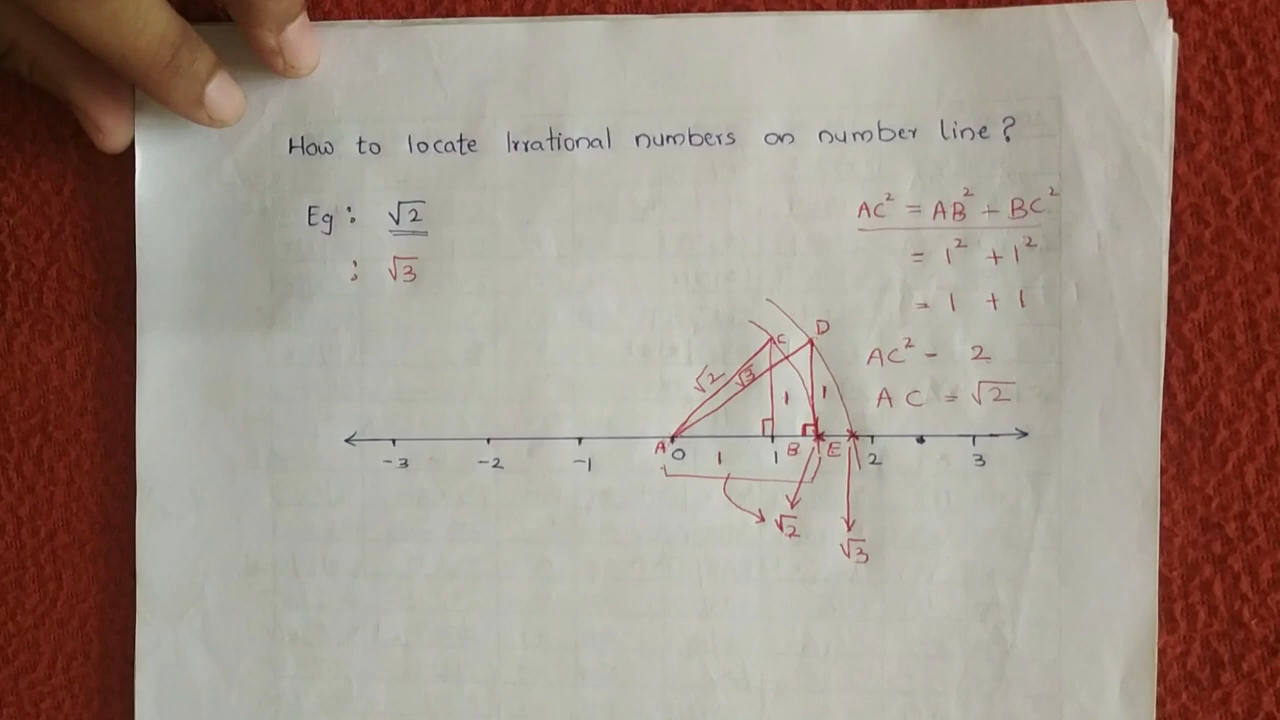 How to locate Irrational numbers on number line?
Eg : √2
: √3
AC² = AB² + BC²
= 1² + 1²
= 1 + 1
AC² - 2
AC = √2
C D
√2 √3 1 1
A B E
-3 -2 -1 0 1 1 2 3
√2
√3